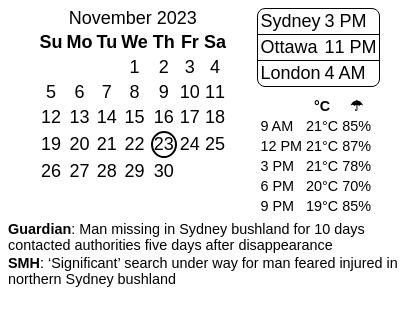 November 2023
Su Mo Tu We Th Fr Sa
1 2 3 4
5 6 7 8 9 10 11
12 13 14 15 16 17 18
19 20 21 22 23 24 25
26 27 28 29 30
Sydney 3 PM
Ottawa 11 PM
London 4 AM
°C ☂
9 AM 21°C 85%
12 PM 21°C 87%
3 PM 21°C 78%
6 PM 20°C 70%
9 PM 19°C 85%
Guardian: Man missing in Sydney bushland for 10 days
contacted authorities five days after disappearance
SMH: ‘Significant’ search under way for man feared injured in
northern Sydney bushland